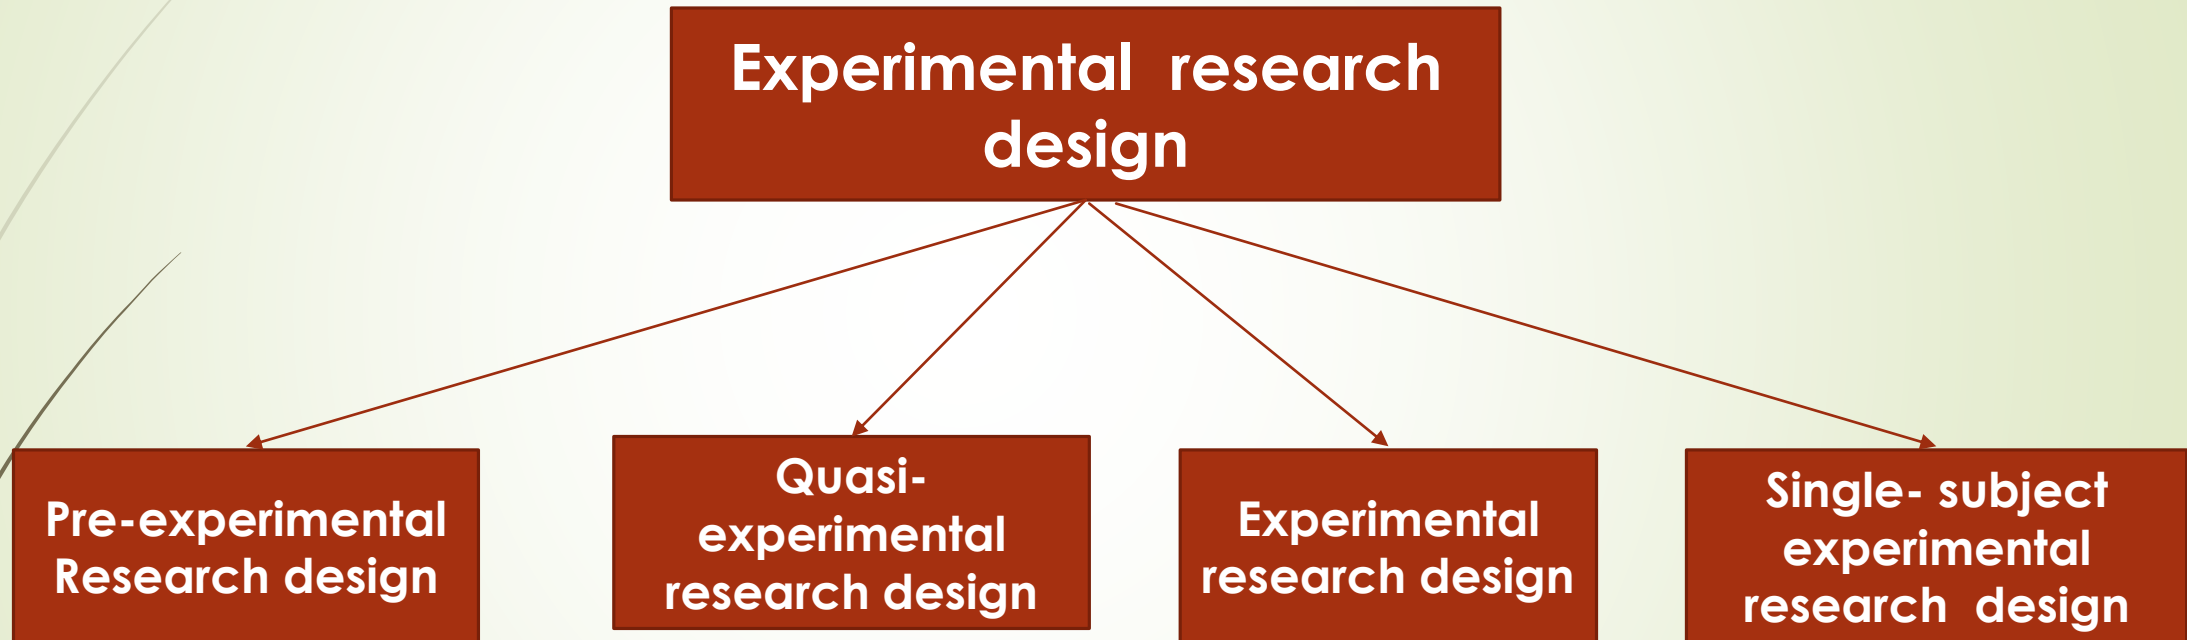 Experimental  research
design
Pre-experimental
Research design
Quasi-
experimental
research design
Experimental
research design
Single- subject
experimental
research  design